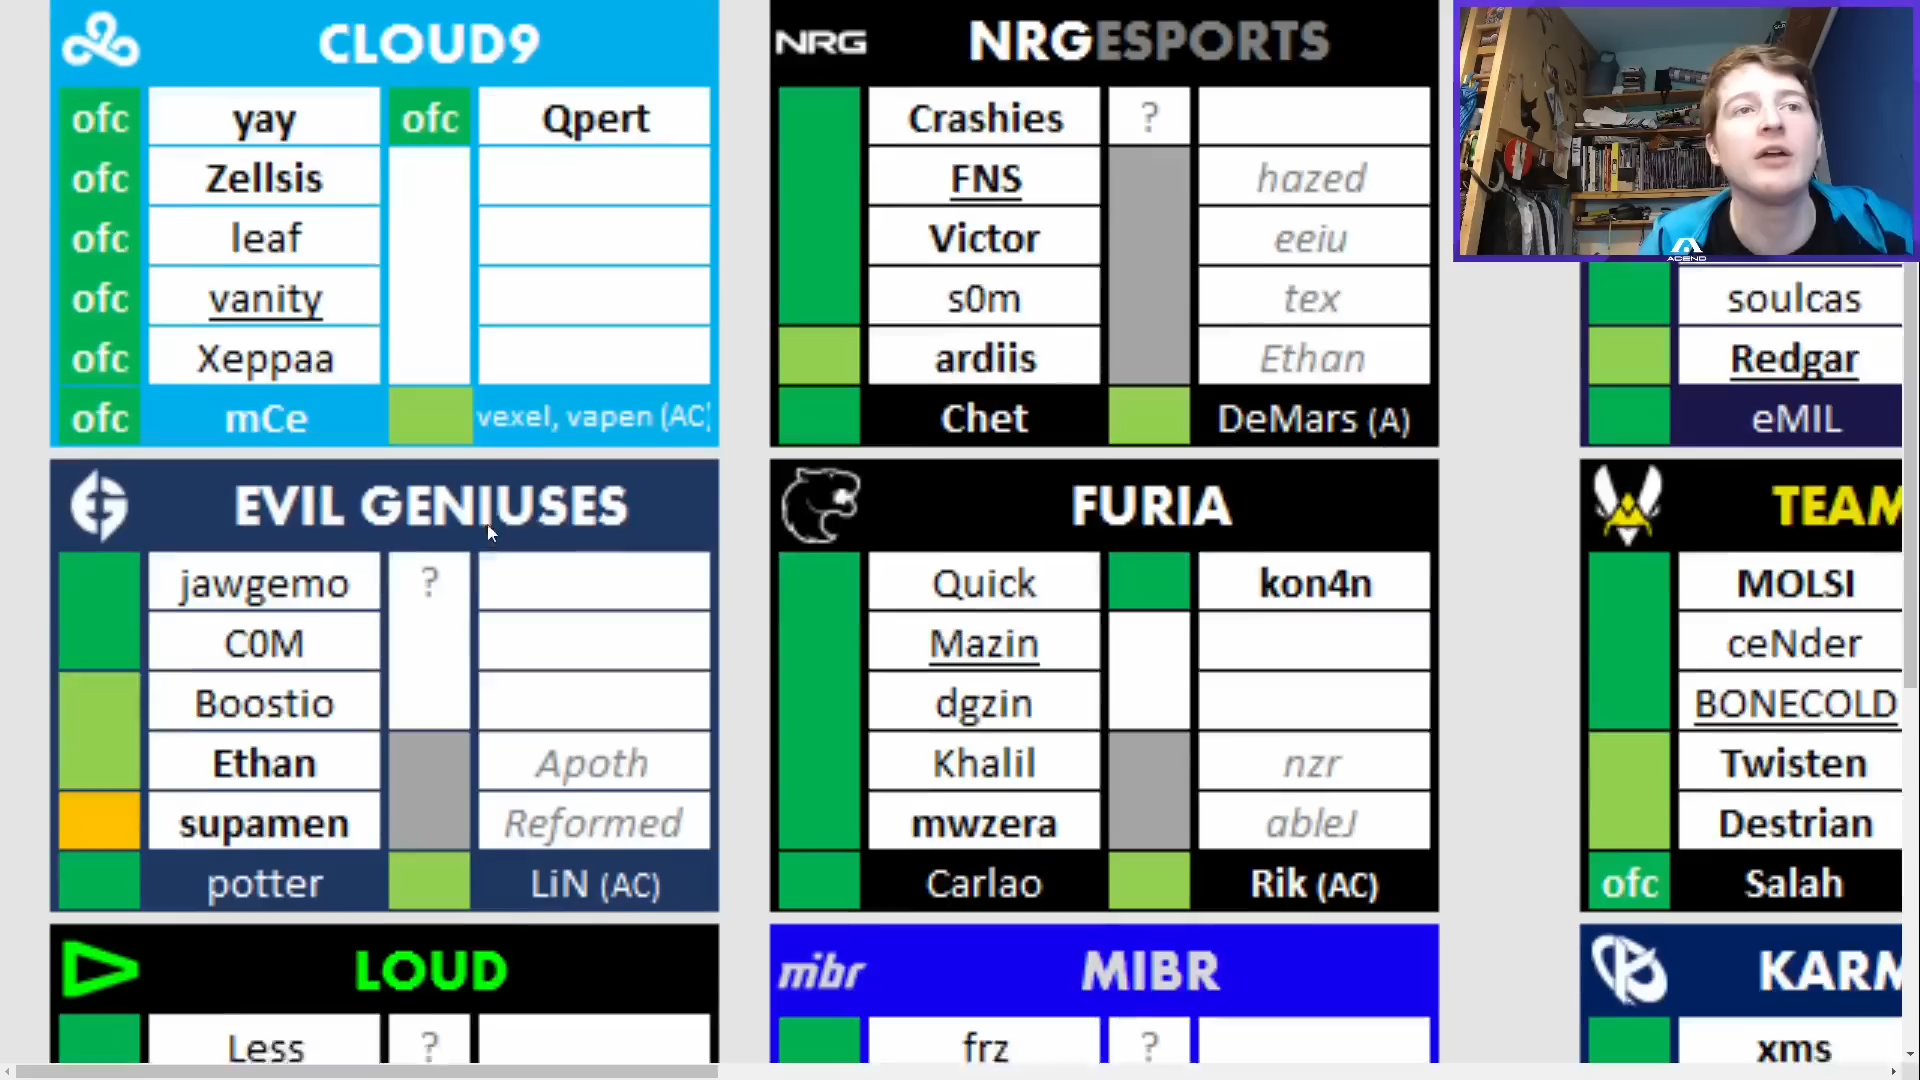 CLOUD9
ofc yay ofc Qpert
ofc Zellsis
ofc leaf
ofc vanity
ofc Xeppaa
ofc mCe vexel, vapen (AC)
NRG NRGESPORTS
Crashies ?
FNS hazed
Victor eeiu
s0m tex
ardiis Ethan
Chet DeMars (A)
ACEND
soulcas
Redgar
eMIL
EVIL GENIUSES
jawgemo ?
C0M
Boostio
Ethan Apoth
supamen Reformed
potter LiN (AC)
FURIA
Quick kon4n
Mazin
dgzin
Khalil nzr
mwzera ableJ
Carlao Rik (AC)
TEAM
MOLSI
ceNder
BONECOLD
Twisten
Destrian
ofc Salah
LOUD
Less ?
mibr MIBR
frz ?
KARM
xms